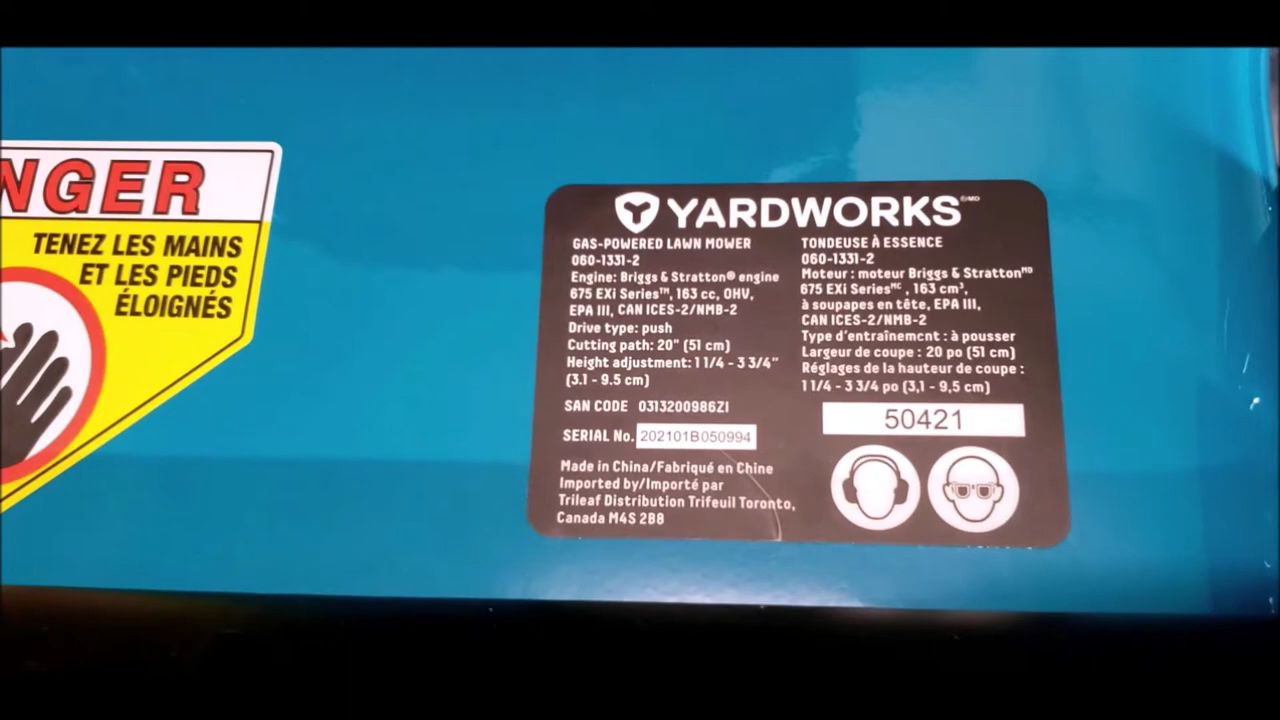 NGER
TENEZ LES MAINS
ET LES PIEDS
ÉLOIGNÉS
YARDWORKS
GAS-POWERED LAWN MOWER
060-1331-2
Engine: Briggs & Stratton® engine
675 EXi Series™, 163 cc, OHV,
EPA III, CAN ICES-2/NMB-2
Drive type: push
Cutting path: 20" (51 cm)
Height adjustment: 1 1/4 - 3 3/4"
(3.1 - 9.5 cm)
SAN CODE 0313200986ZI
SERIAL No. 202101B050994
Made in China/Fabriqué en Chine
Imported by/Importé par
Trileaf Distribution Trifeuil Toronto,
Canada M4S 2B8
TONDEUSE À ESSENCE
060-1331-2
Moteur : moteur Briggs & Stratton MD
675 EXi Series MC , 163 cm³,
à soupapes en tête, EPA III,
CAN ICES-2/NMB-2
Type d'entraînement : à pousser
Largeur de coupe : 20 po (51 cm)
Réglages de la hauteur de coupe :
1 1/4 - 3 3/4 po (3,1 - 9,5 cm)
50421